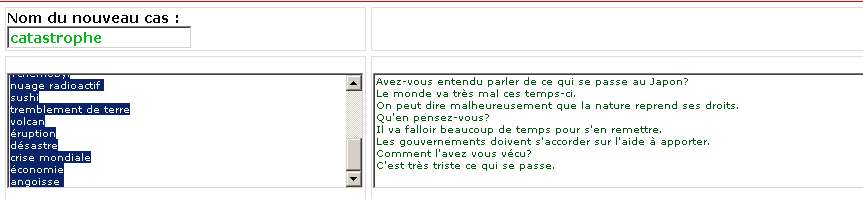 Nom du nouveau cas :
catastrophe
nuage radioactif
sushi
tremblement de terre
volcan
éruption
désastre
crise mondiale
économie
angoisse
Avez-vous entendu parler de ce qui se passe au Japon?
Le monde va très mal ces temps-ci.
On peut dire malheureusement que la nature reprend ses droits.
Qu'en pensez-vous?
Il va falloir beaucoup de temps pour s'en remettre.
Les gouvernements doivent s'accorder sur l'aide à apporter.
Comment l'avez vous vécu?
C'est très triste ce qui se passe.